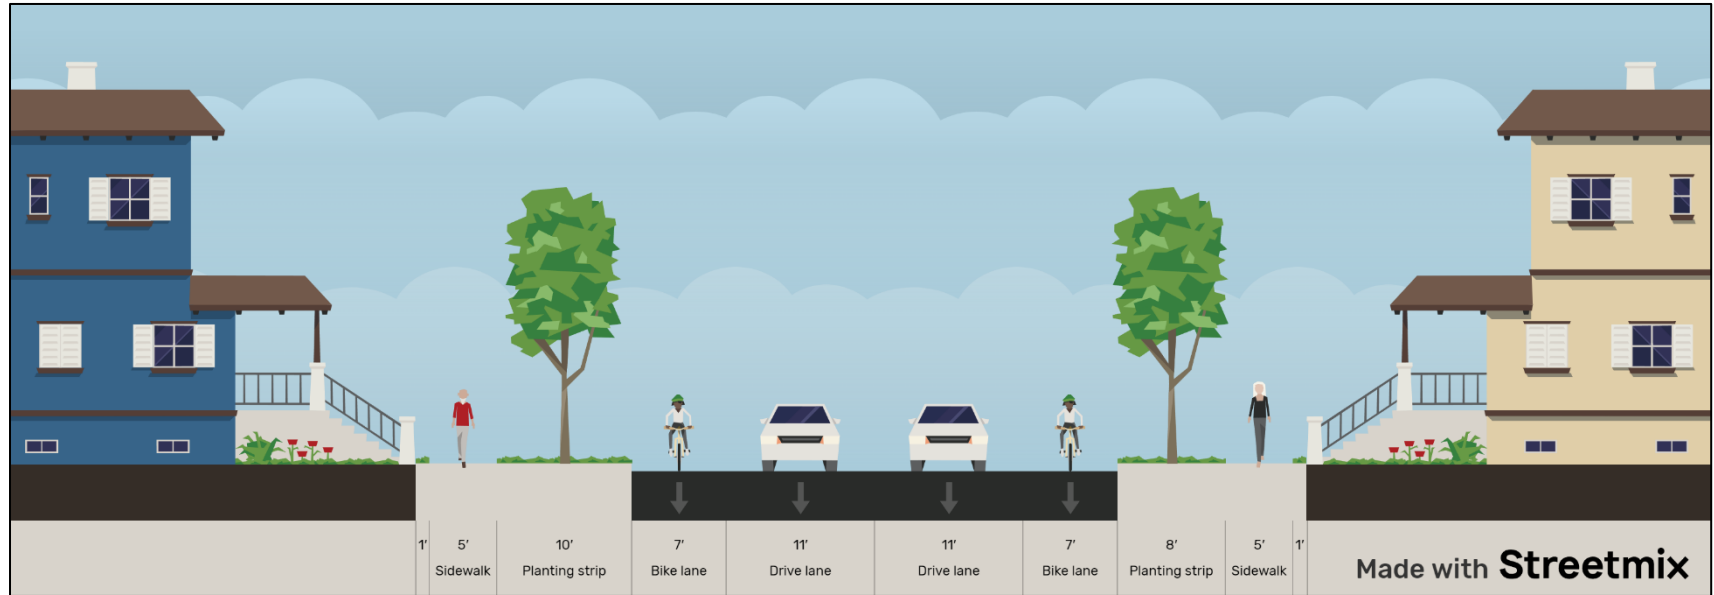 1' 5' 10' 7' 11' 11' 7' 8' 5' 1'
Sidewalk Planting strip Bike lane Drive lane Drive lane Bike lane Planting strip Sidewalk
Made with Streetmix